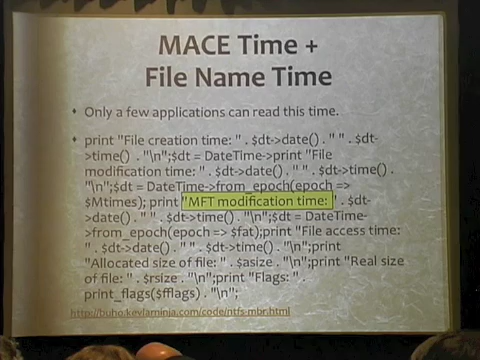 MACE Time +
File Name Time
Only a few applications can read this time.
print "File creation time: " . $dt->date() . " " . $dt-
>time() . "\n";$dt = DateTime->print "File
modification time: " . $dt->date() . " " . $dt->time() .
"\n";$dt = DateTime->from_epoch(epoch =>
$Mtimes); print "MFT modification time: " . $dt-
>date() . " " . $dt->time() . "\n";$dt = DateTime-
>from_epoch(epoch => $fat);print "File access time:
" . $dt->date() . " " . $dt->time() . "\n";print
"Allocated size of file: " . $asize . "\n";print "Real size
of file: " . $rsize . "\n";print "Flags: " .
print_flags($fflags) . "\n";
http://buho.kevlarninja.com/code/ntfs-mbr.html